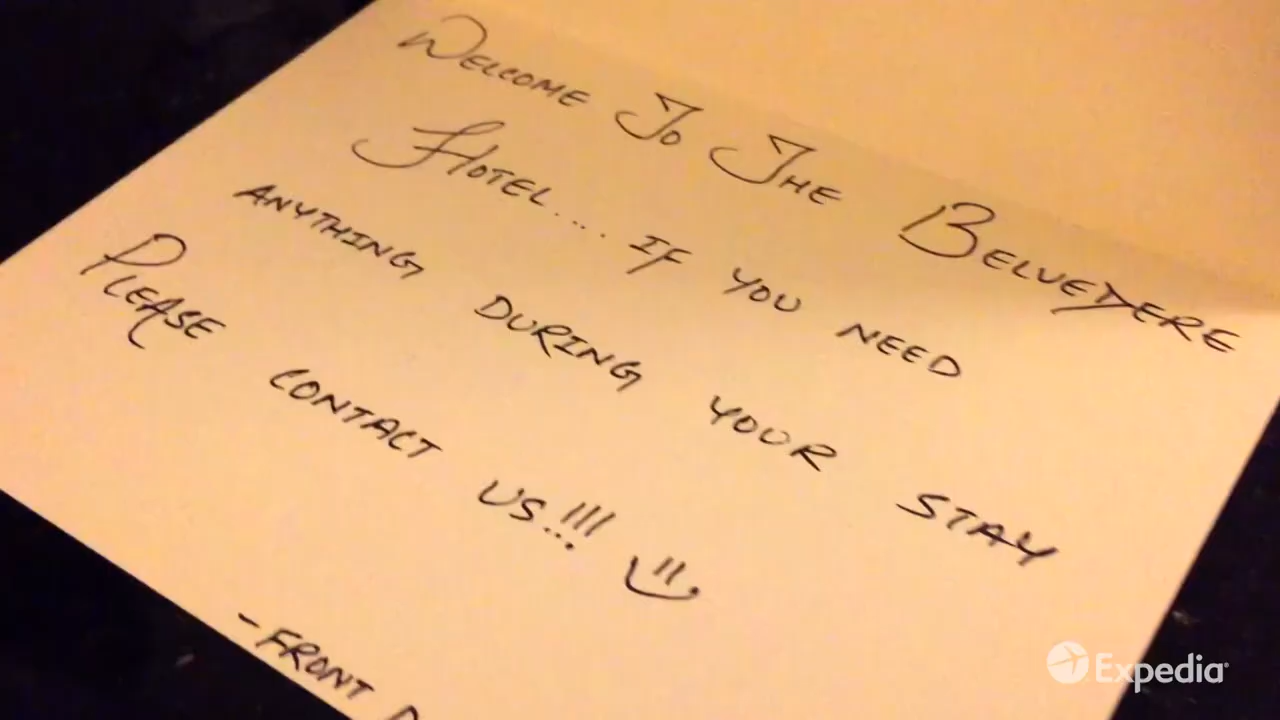 WELCOME TO THE BELVEDERE
HOTEL... IF YOU NEED
ANYTHING DURING YOUR STAY
PLEASE CONTACT US!!!
-FRONT
Expedia